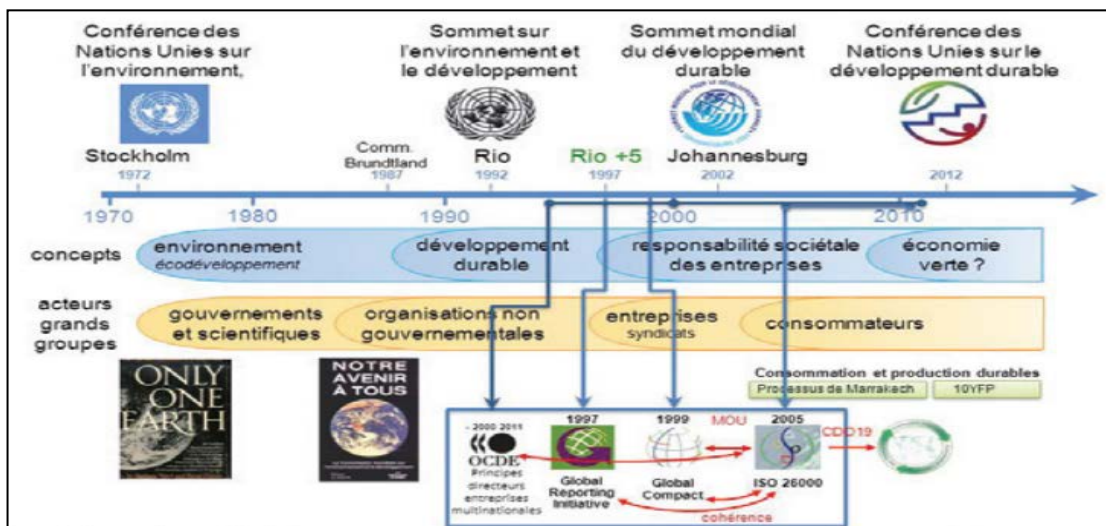 Conférence des
Nations Unies sur
l'environnement,
Sommet sur
l'environnement et
le développement
Sommet mondial
du développement
durable
Conférence des
Nations Unies sur le
développement durable
Stockholm
Comm.
Brundtland
Rio
Rio +5
Johannesburg
1972
1987
1992
1997
2002
2012
1970
1980
1990
2000
2010
concepts
environnement
écodéveloppement
développement
durable
responsabilité sociétale
des entreprises
économie
verte ?
acteurs
grands
groupes
gouvernements
et scientifiques
organisations non
gouvernementales
entreprises
syndicats
consommateurs
ONLY
ONE
EARTH
NOTRE
AVENIR
À TOUS
Consommation et production durables
Processus de Marrakech
10YFP
- 2000 2011
OCDE
Principes
directeurs
entreprises
multinationales
1997
Global
Reporting
Initiative
1999
Global
Compact
MOU
2005
ISO 26000
CDD19
cohérence